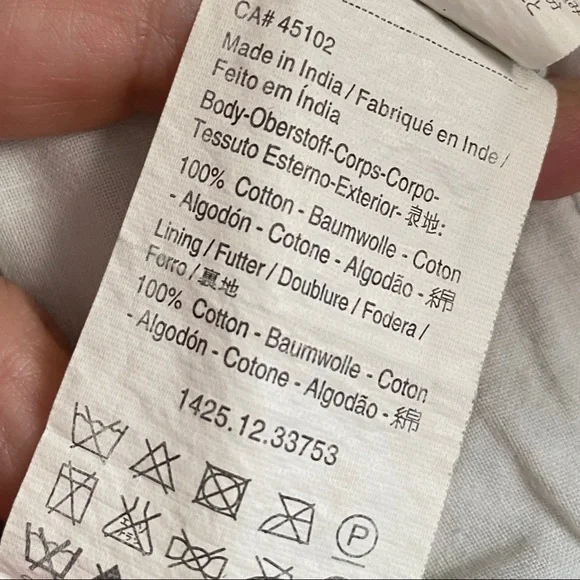 CA# 45102
Made in India / Fabriqué en Inde /
Feito em Índia
Body-Oberstoff-Corps-Corpo-
Tessuto Esterno-Exterior-表地:
100% Cotton - Baumwolle - Coton
- Algodón - Cotone - Algodão - 綿
Lining / Futter / Doublure / Fodera /
Forro / 裏地
100% Cotton - Baumwolle - Coton
- Algodón - Cotone - Algodão - 綿
1425.12.33753
P